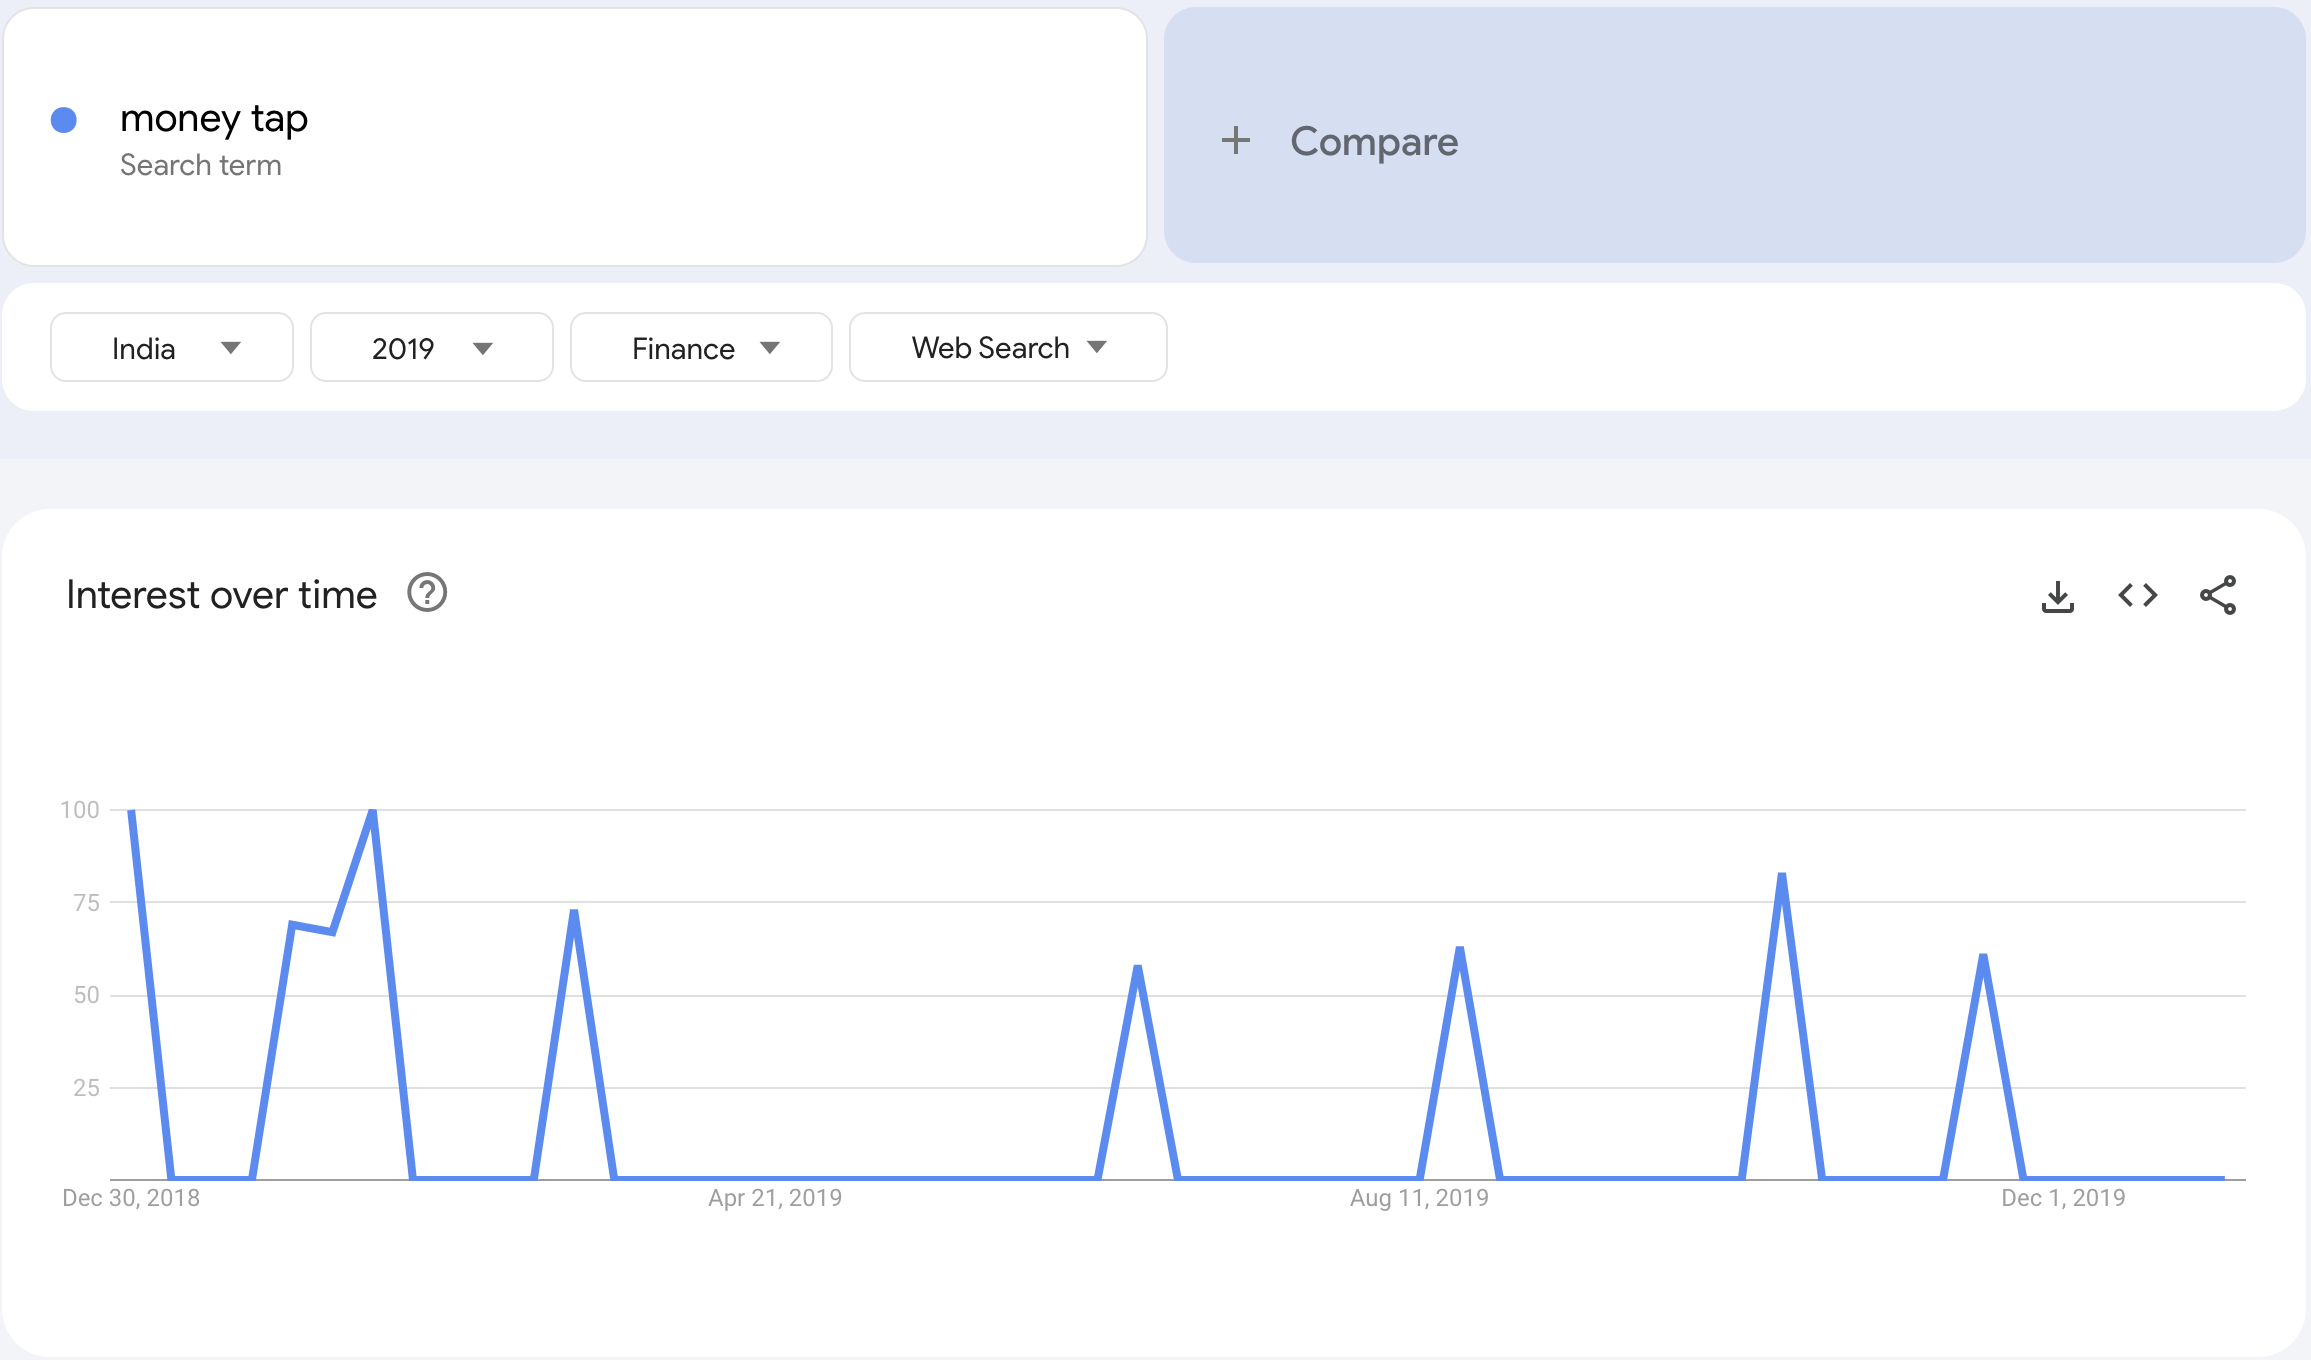 money tap
Search term
+ Compare
India
2019
Finance
Web Search
Interest over time
100
75
50
25
Dec 30, 2018
Apr 21, 2019
Aug 11, 2019
Dec 1, 2019